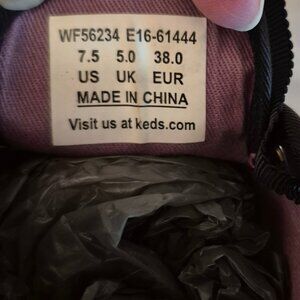 WF56234 E16-61444
7.5 5.0 38.0
US UK EUR
MADE IN CHINA
Visit us at keds.com